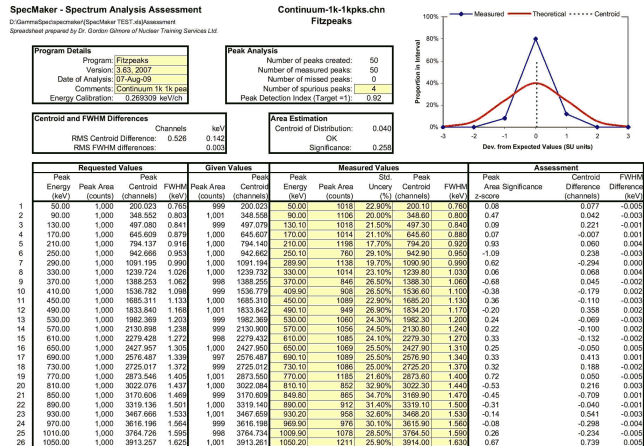 SpecMaker - Spectrum Analysis Assessment
D:\GammaSpec\specmaker\[SpecMaker TEST.xls]Assessment
Spreadsheet prepared by Dr. Gordon Gilmore of Nuclear Training Services Ltd.
Continuum-1k-1kpks.chn
Fitzpeaks
Program Details
Program: Fitzpeaks
Version: 3.63, 2007
Date of Analysis: 07-Aug-09
Comments: Continuum 1k 1k pea
Energy Calibration: 0.269309 keV/ch
Peak Analysis
Number of peaks created: 50
Number of measured peaks: 50
Number of missed peaks: 0
Number of spurious peaks: 4
Peak Detection Index (Target =1): 0.92
Centroid and FWHM Differences
Channels keV
RMS Centroid Difference: 0.526 0.142
RMS FWHM differences: 0.003
Area Estimation
Centroid of Distribution: 0.040
OK
Significance: 0.258
Measured Theoretical Centroid
Proportion in Interval
100%
80%
60%
40%
20%
0%
-3 -2 -1 0 1 2 3
Dev. from Expected Values (SU units)
Requested Values Given Values Measured Values Assessment
Peak Peak Peak Peak Std. Peak Peak Centroid FWHM
Energy Peak Area Centroid FWHM Peak Area Centroid Energy Peak Area Uncery Centroid FWHM Area Significance Difference Difference
(keV) (counts) (channels) (keV) (counts) (channels) (keV) (counts) (%) (channels) (keV) z-score (channels) (keV)
1 50.00 1,000 200.023 0.765 999 200.023 50.00 1018 22.90% 200.10 0.760 0.08 0.077 -0.005
2 90.00 1,000 348.552 0.803 1,001 348.558 90.00 1106 20.00% 348.60 0.800 0.47 0.042 -0.003
3 130.00 1,000 497.080 0.841 999 497.079 130.10 1018 21.50% 497.30 0.840 0.09 0.221 -0.001
4 170.00 1,000 645.609 0.879 1,000 645.607 170.00 1014 21.10% 645.60 0.880 0.07 -0.007 0.001
5 210.00 1,000 794.137 0.916 1,000 794.140 210.00 1198 17.70% 794.20 0.920 0.93 0.060 0.004
6 250.00 1,000 942.666 0.953 1,000 942.662 250.10 760 29.10% 942.90 0.950 -1.09 0.238 -0.003
7 290.00 1,000 1091.195 0.990 1,000 1091.194 289.90 1138 19.70% 1090.90 0.990 0.62 -0.294 0.000
8 330.00 1,000 1239.724 1.026 1,000 1239.732 330.00 1014 23.10% 1239.80 1.030 0.06 0.068 0.004
9 370.00 1,000 1388.253 1.062 998 1388.255 370.00 846 26.50% 1388.30 1.060 -0.68 0.045 -0.002
10 410.00 1,000 1536.782 1.098 999 1536.779 409.90 908 26.50% 1536.60 1.100 -0.38 -0.179 0.002
11 450.00 1,000 1685.311 1.133 1,000 1685.310 450.00 1089 22.40% 1685.20 1.130 0.36 -0.110 -0.003
12 490.00 1,000 1833.840 1.168 1,001 1833.842 490.10 949 26.90% 1834.20 1.170 -0.20 0.358 0.002
13 530.00 1,000 1982.369 1.203 999 1982.369 530.00 1060 24.30% 1982.30 1.200 0.24 -0.069 -0.003
14 570.00 1,000 2130.898 1.238 999 2130.900 570.00 1056 24.50% 2130.80 1.240 0.22 -0.100 0.002
15 610.00 1,000 2279.428 1.272 998 2279.432 610.00 1085 24.10% 2279.30 1.270 0.33 -0.132 -0.002
16 650.00 1,000 2427.957 1.305 1,000 2427.950 650.00 1069 25.50% 2427.90 1.310 0.25 -0.050 0.005
17 690.00 1,000 2576.487 1.339 997 2576.487 690.10 1089 25.50% 2576.90 1.340 0.33 0.413 0.001
18 730.00 1,000 2725.017 1.372 999 2725.012 730.10 1086 25.00% 2725.20 1.370 0.32 0.188 -0.002
19 770.00 1,000 2873.546 1.405 1,001 2873.550 770.00 1185 21.60% 2873.60 1.400 0.72 0.050 -0.005
20 810.00 1,000 3022.076 1.437 1,000 3022.084 810.10 852 32.90% 3022.30 1.440 -0.53 0.216 0.003
21 850.00 1,000 3170.606 1.469 999 3170.609 849.80 865 34.70% 3169.90 1.470 -0.45 -0.709 0.001
22 890.00 1,000 3319.136 1.501 1,000 3319.140 890.00 912 31.40% 3319.10 1.500 -0.31 -0.040 -0.001
23 930.00 1,000 3467.666 1.533 1,001 3467.659 930.20 958 32.60% 3468.20 1.530 -0.14 0.541 -0.003
24 970.00 1,000 3616.196 1.564 999 3616.198 969.90 976 30.10% 3615.90 1.560 -0.08 -0.298 -0.004
25 1010.00 1,000 3764.726 1.595 998 3764.734 1009.90 1078 28.50% 3764.50 1.590 0.26 -0.234 -0.005
26 1050.00 1,000 3913.257 1.625 1,001 3913.261 1050.20 1211 25.90% 3914.00 1.630 0.67 0.739 0.002